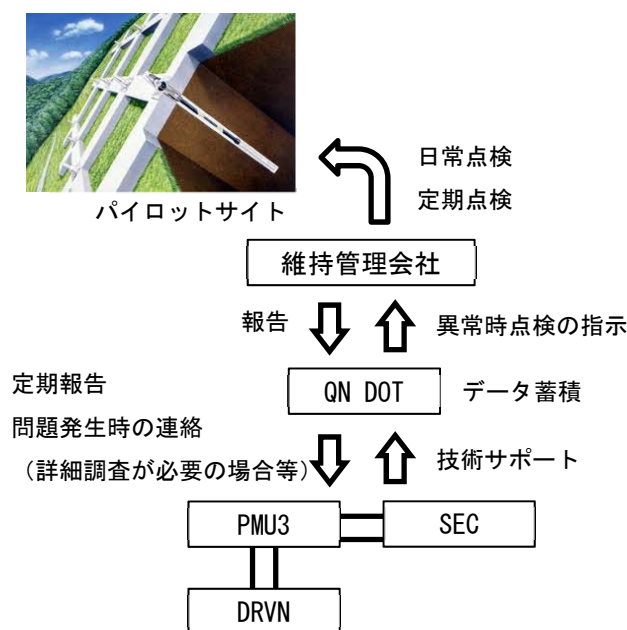 日常点検
定期点検
パイロットサイト
維持管理会社
報告
異常時点検の指示
定期報告
問題発生時の連絡
（詳細調査が必要の場合等）
QN DOT
データ蓄積
技術サポート
PMU3
SEC
DRVN